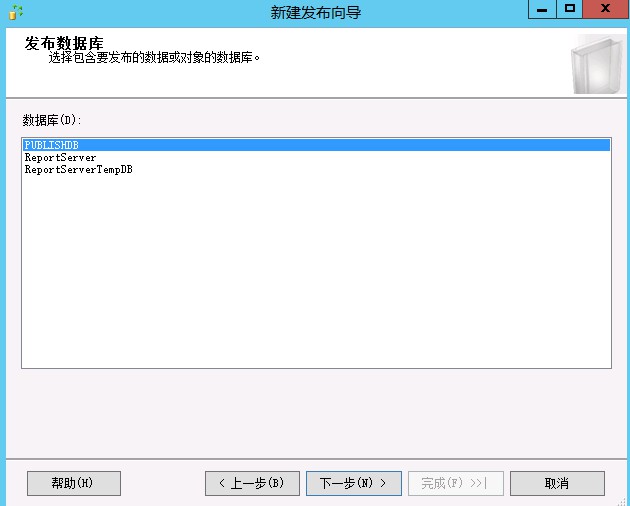 新建发布向导
发布数据库
选择包含要发布的数据或对象的数据库。
数据库(D):
PUBLISHDB
ReportServer
ReportServerTempDB
帮助(H)
< 上一步(B)
下一步(N) >
完成(F) >>|
取消